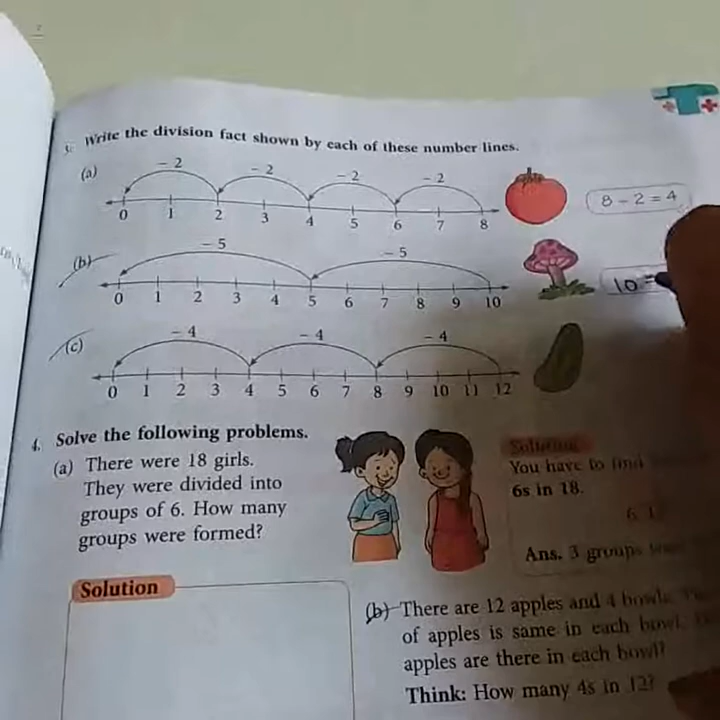 3. Write the division fact shown by each of these number lines.
(a) - 2 - 2 - 2 - 2
0 1 2 3 4 5 6 7 8
8 - 2 = 4
(b) - 5 - 5
0 1 2 3 4 5 6 7 8 9 10
10
(c) - 4 - 4 - 4
0 1 2 3 4 5 6 7 8 9 10 11 12
4. Solve the following problems.
(a) There were 18 girls.
They were divided into
groups of 6. How many
groups were formed?
Solution
You have to find
6s in 18.
Ans. 3 groups
Solution
(b) There are 12 apples and 4 bowls.
of apples is same in each bowl.
apples are there in each bowl?
Think: How many 4s in 12?